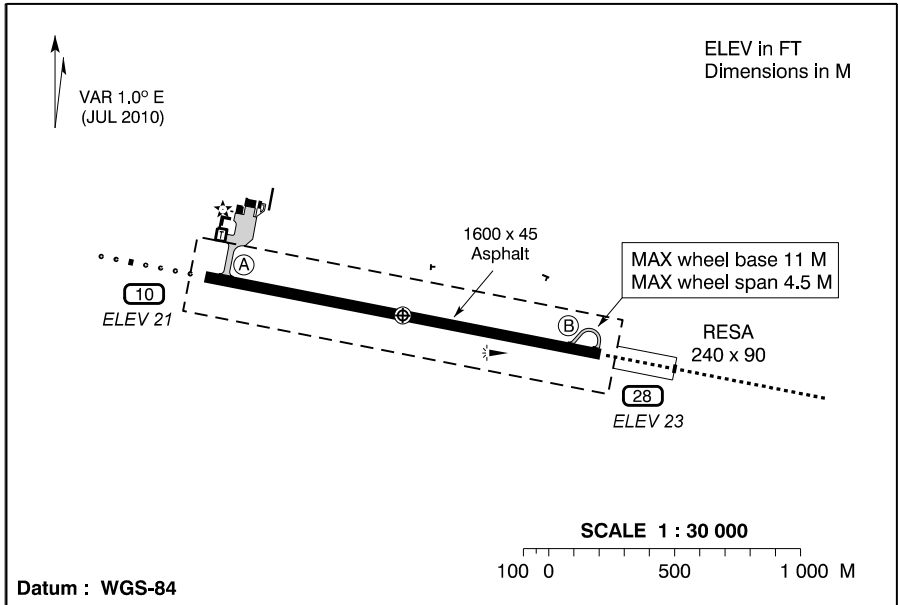 ELEV in FT
Dimensions in M
VAR 1.0º E
(JUL 2010)
T
A
1600 x 45
Asphalt
MAX wheel base 11 M
MAX wheel span 4.5 M
10
ELEV 21
B
RESA
240 x 90
28
ELEV 23
SCALE 1 : 30 000
100 0 500 1 000 M
Datum : WGS-84